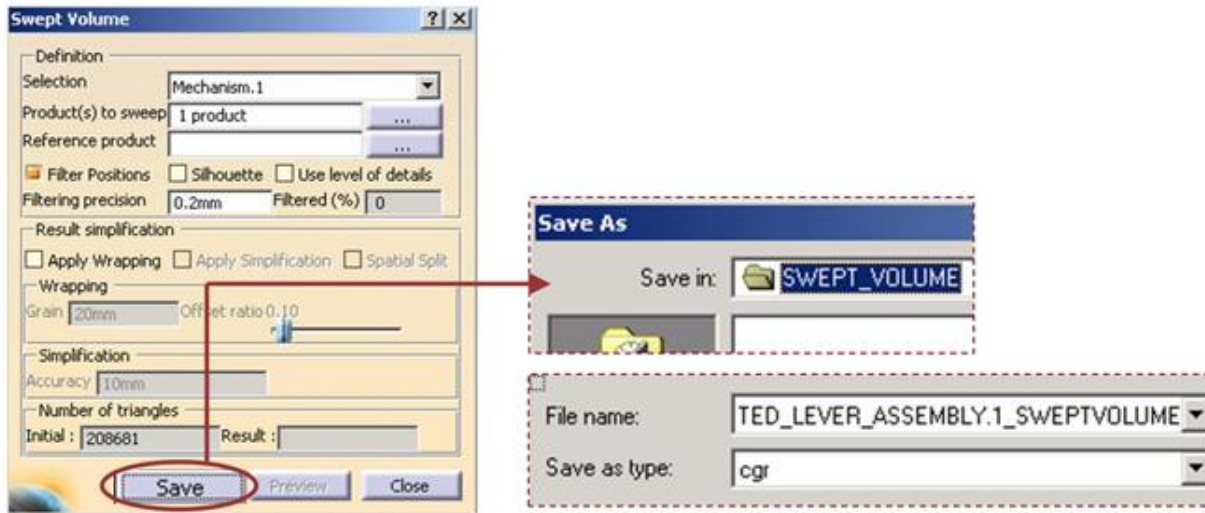 Swept Volume
Definition
Selection Mechanism.1
Product(s) to sweep 1 product ...
Reference product ...
Filter Positions Silhouette Use level of details
Filtering precision 0.2mm Filtered (%) 0
Result simplification
Apply Wrapping Apply Simplification Spatial Split
Wrapping
Grain 20mm Offset ratio 0.10
Simplification
Accuracy 10mm
Number of triangles
Initial : 208681 Result :
Save Preview Close
Save As
Save in: SWEPT_VOLUME
File name: TED_LEVER_ASSEMBLY.1_SWEPTVOLUME
Save as type: cgr